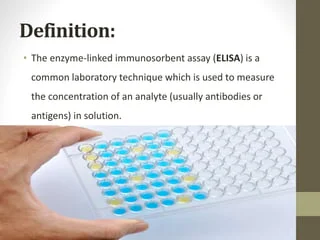 Definition:
• The enzyme-linked immunosorbent assay (ELISA) is a
common laboratory technique which is used to measure
the concentration of an analyte (usually antibodies or
antigens) in solution.